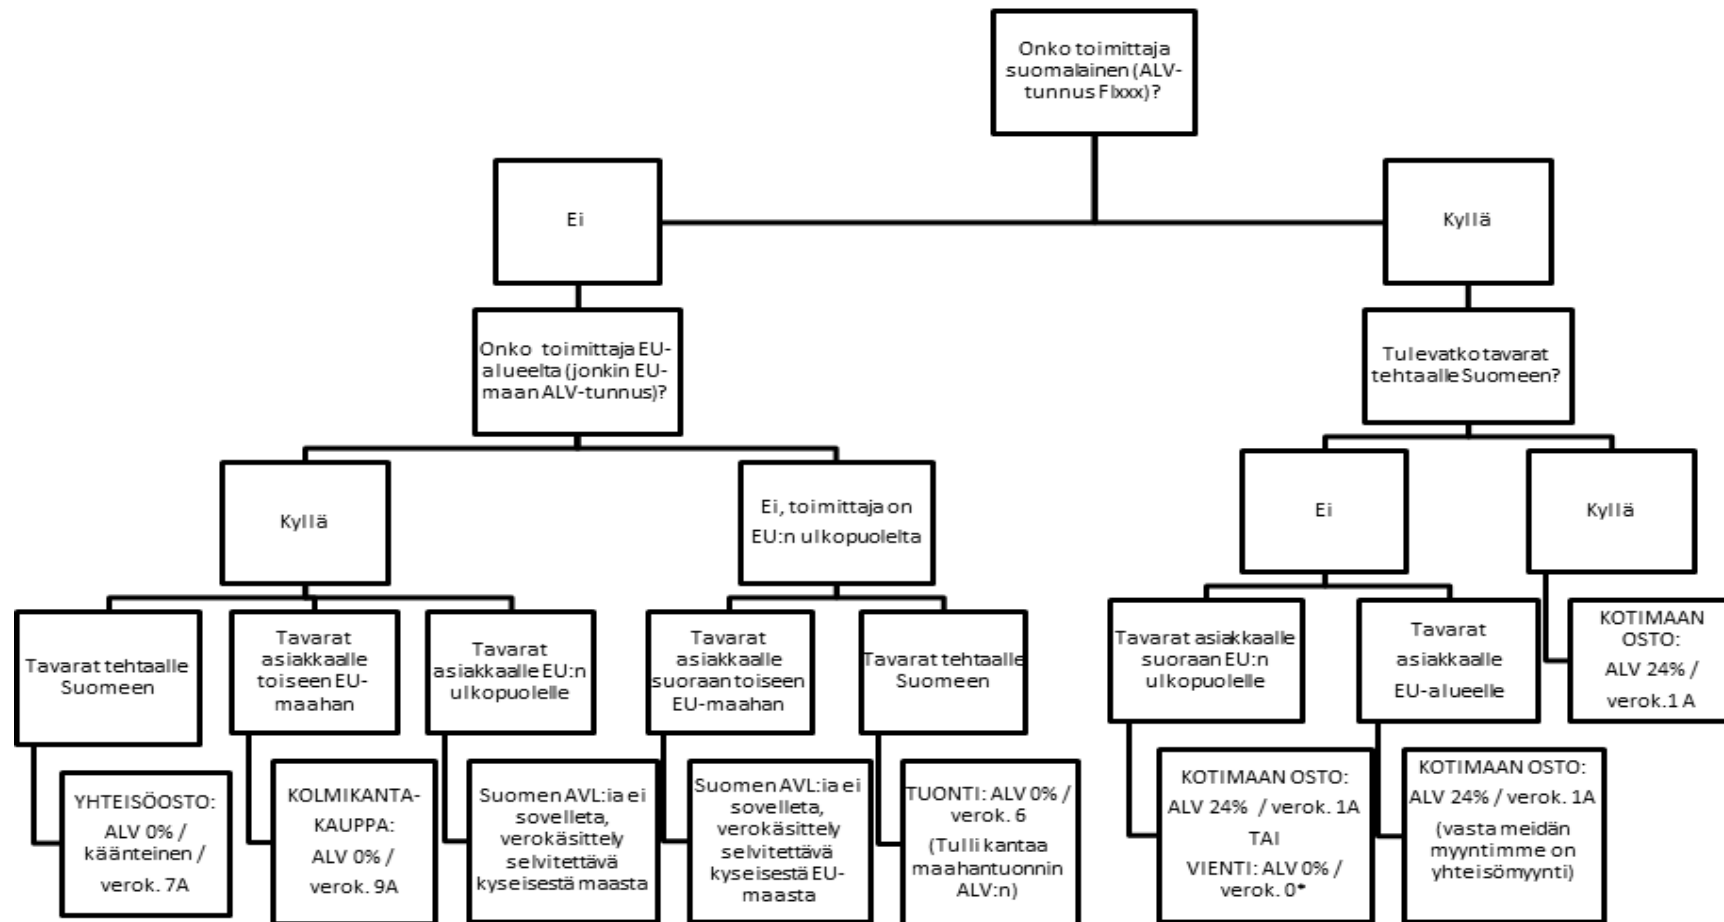 Onko toimittaja
suomalainen (ALV-
tunnus FIxxx)?
Ei
Kyllä
Onko toimittaja EU-
alueelta (jonkin EU-
maan ALV-tunnus)?
Tulevatko tavarat
tehtaalle Suomeen?
Kyllä
Ei, toimittaja on
EU:n ulkopuolelta
Ei
Kyllä
Tavarat tehtaalle
Suomeen
Tavarat
asiakkaalle
toiseen EU-
maahan
Tavarat
asiakkaalle EU:n
ulkopuolelle
Tavarat
asiakkaalle
suoraan toiseen
EU-maahan
Tavarat tehtaalle
Suomeen
Tavarat asiakkaalle
suoraan EU:n
ulkopuolelle
Tavarat
asiakkaalle
EU-alueelle
KOTIMAAN
OSTO:
ALV 24% /
verok.1 A
YHTEISÖOSTO:
ALV 0% /
käänteinen /
verok. 7A
KOLMIKANTA-
KAUPPA:
ALV 0% /
verok. 9A
Suomen AVL:ia ei
sovelleta,
verokäsittely
selvitettävä
kyseisestä maasta
Suomen AVL:ia ei
sovelleta,
verokäsittely
selvitettävä
kyseisestä EU-
maasta
TUONTI: ALV 0% /
verok. 6
(Tulli kantaa
maahantuonnin
ALV:n)
KOTIMAAN OSTO:
ALV 24% / verok. 1A
TAI
VIENTI: ALV 0% /
verok. 0*
KOTIMAAN OSTO:
ALV 24% / verok. 1A
(vasta meidän
myyntimme on
yhteisömyynti)